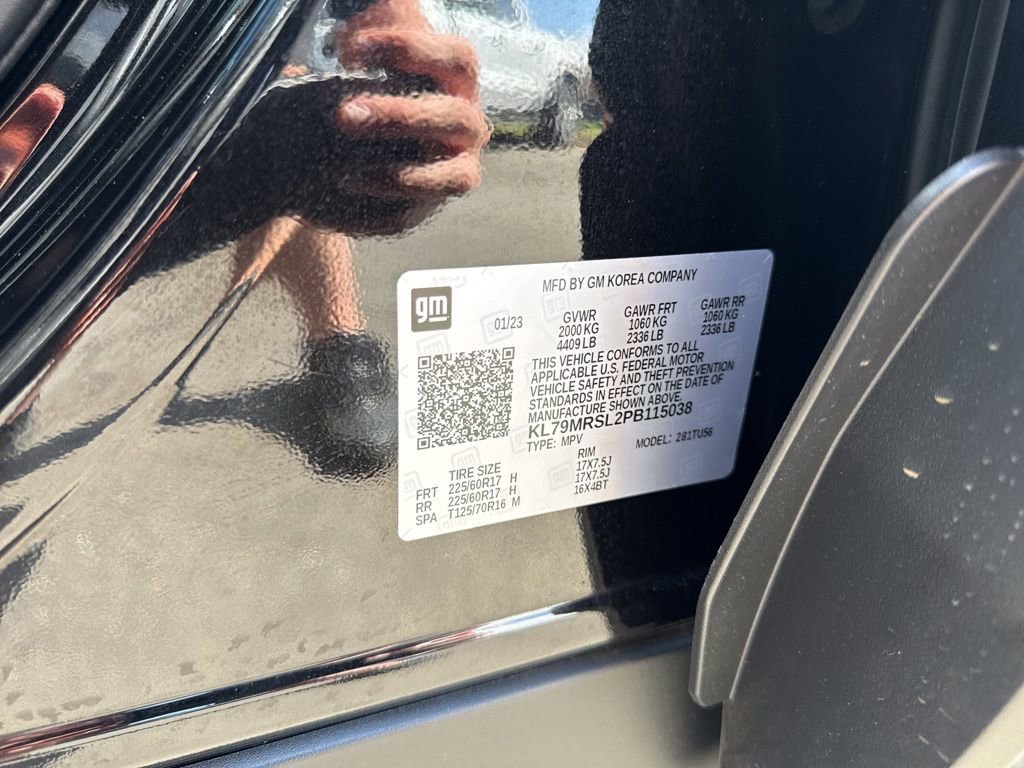 MFD BY GM KOREA COMPANY
gm
01/23 GVWR GAWR FRT GAWR RR
2000 KG 1060 KG 1060 KG
4409 LB 2336 LB 2336 LB
THIS VEHICLE CONFORMS TO ALL
APPLICABLE U.S. FEDERAL MOTOR
VEHICLE SAFETY AND THEFT PREVENTION
STANDARDS IN EFFECT ON THE DATE OF
MANUFACTURE SHOWN ABOVE.
KL79MRSL2PB115038
TYPE: MPV MODEL: 281TU56
TIRE SIZE RIM
FRT 225/60R17 H 17X7.5J
RR 225/60R17 H 17X7.5J
SPA T125/70R16 M 16X4BT